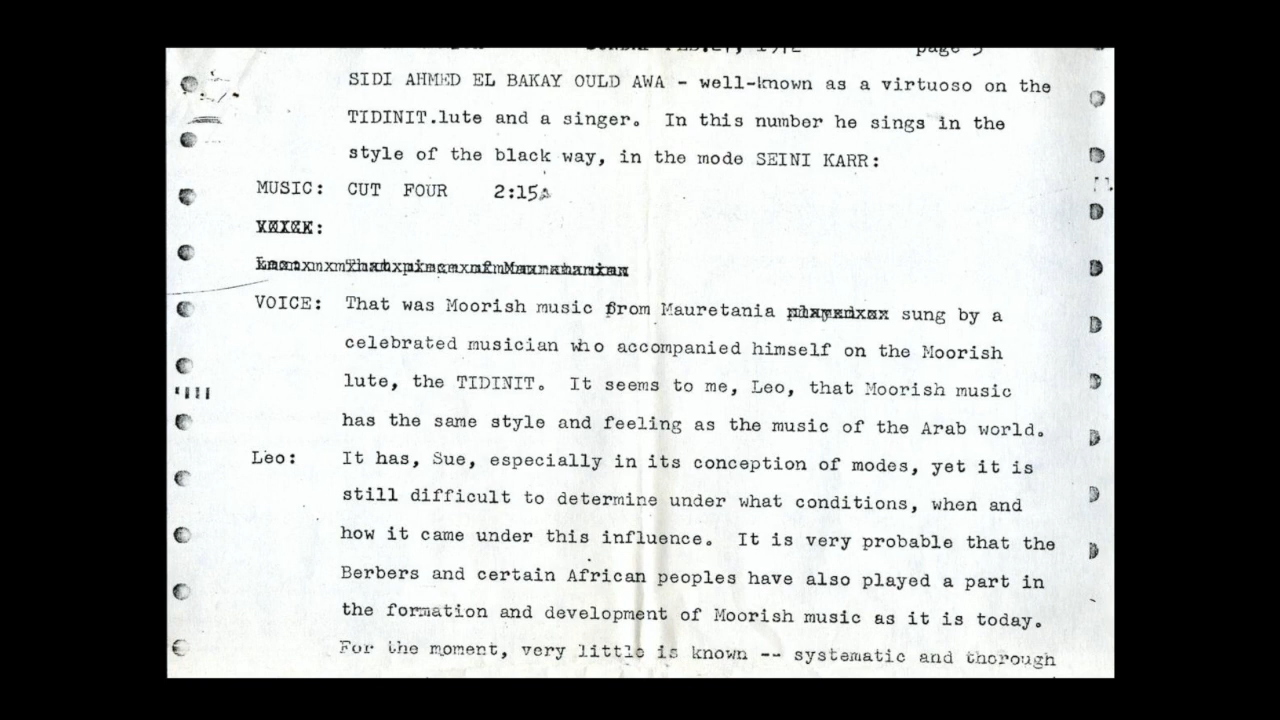 page
SIDI AHMED EL BAKAY OULD AWA - well-known as a virtuoso on the
TIDINIT.lute and a singer. In this number he sings in the
style of the black way, in the mode SEINI KARR:
MUSIC: CUT FOUR 2:15
VOICE: That was Moorish music from Mauretania sung by a
celebrated musician who accompanied himself on the Moorish
lute, the TIDINIT. It seems to me, Leo, that Moorish music
has the same style and feeling as the music of the Arab world.
Leo: It has, Sue, especially in its conception of modes, yet it is
still difficult to determine under what conditions, when and
how it came under this influence. It is very probable that the
Berbers and certain African peoples have also played a part in
the formation and development of Moorish music as it is today.
For the moment, very little is known -- systematic and thorough